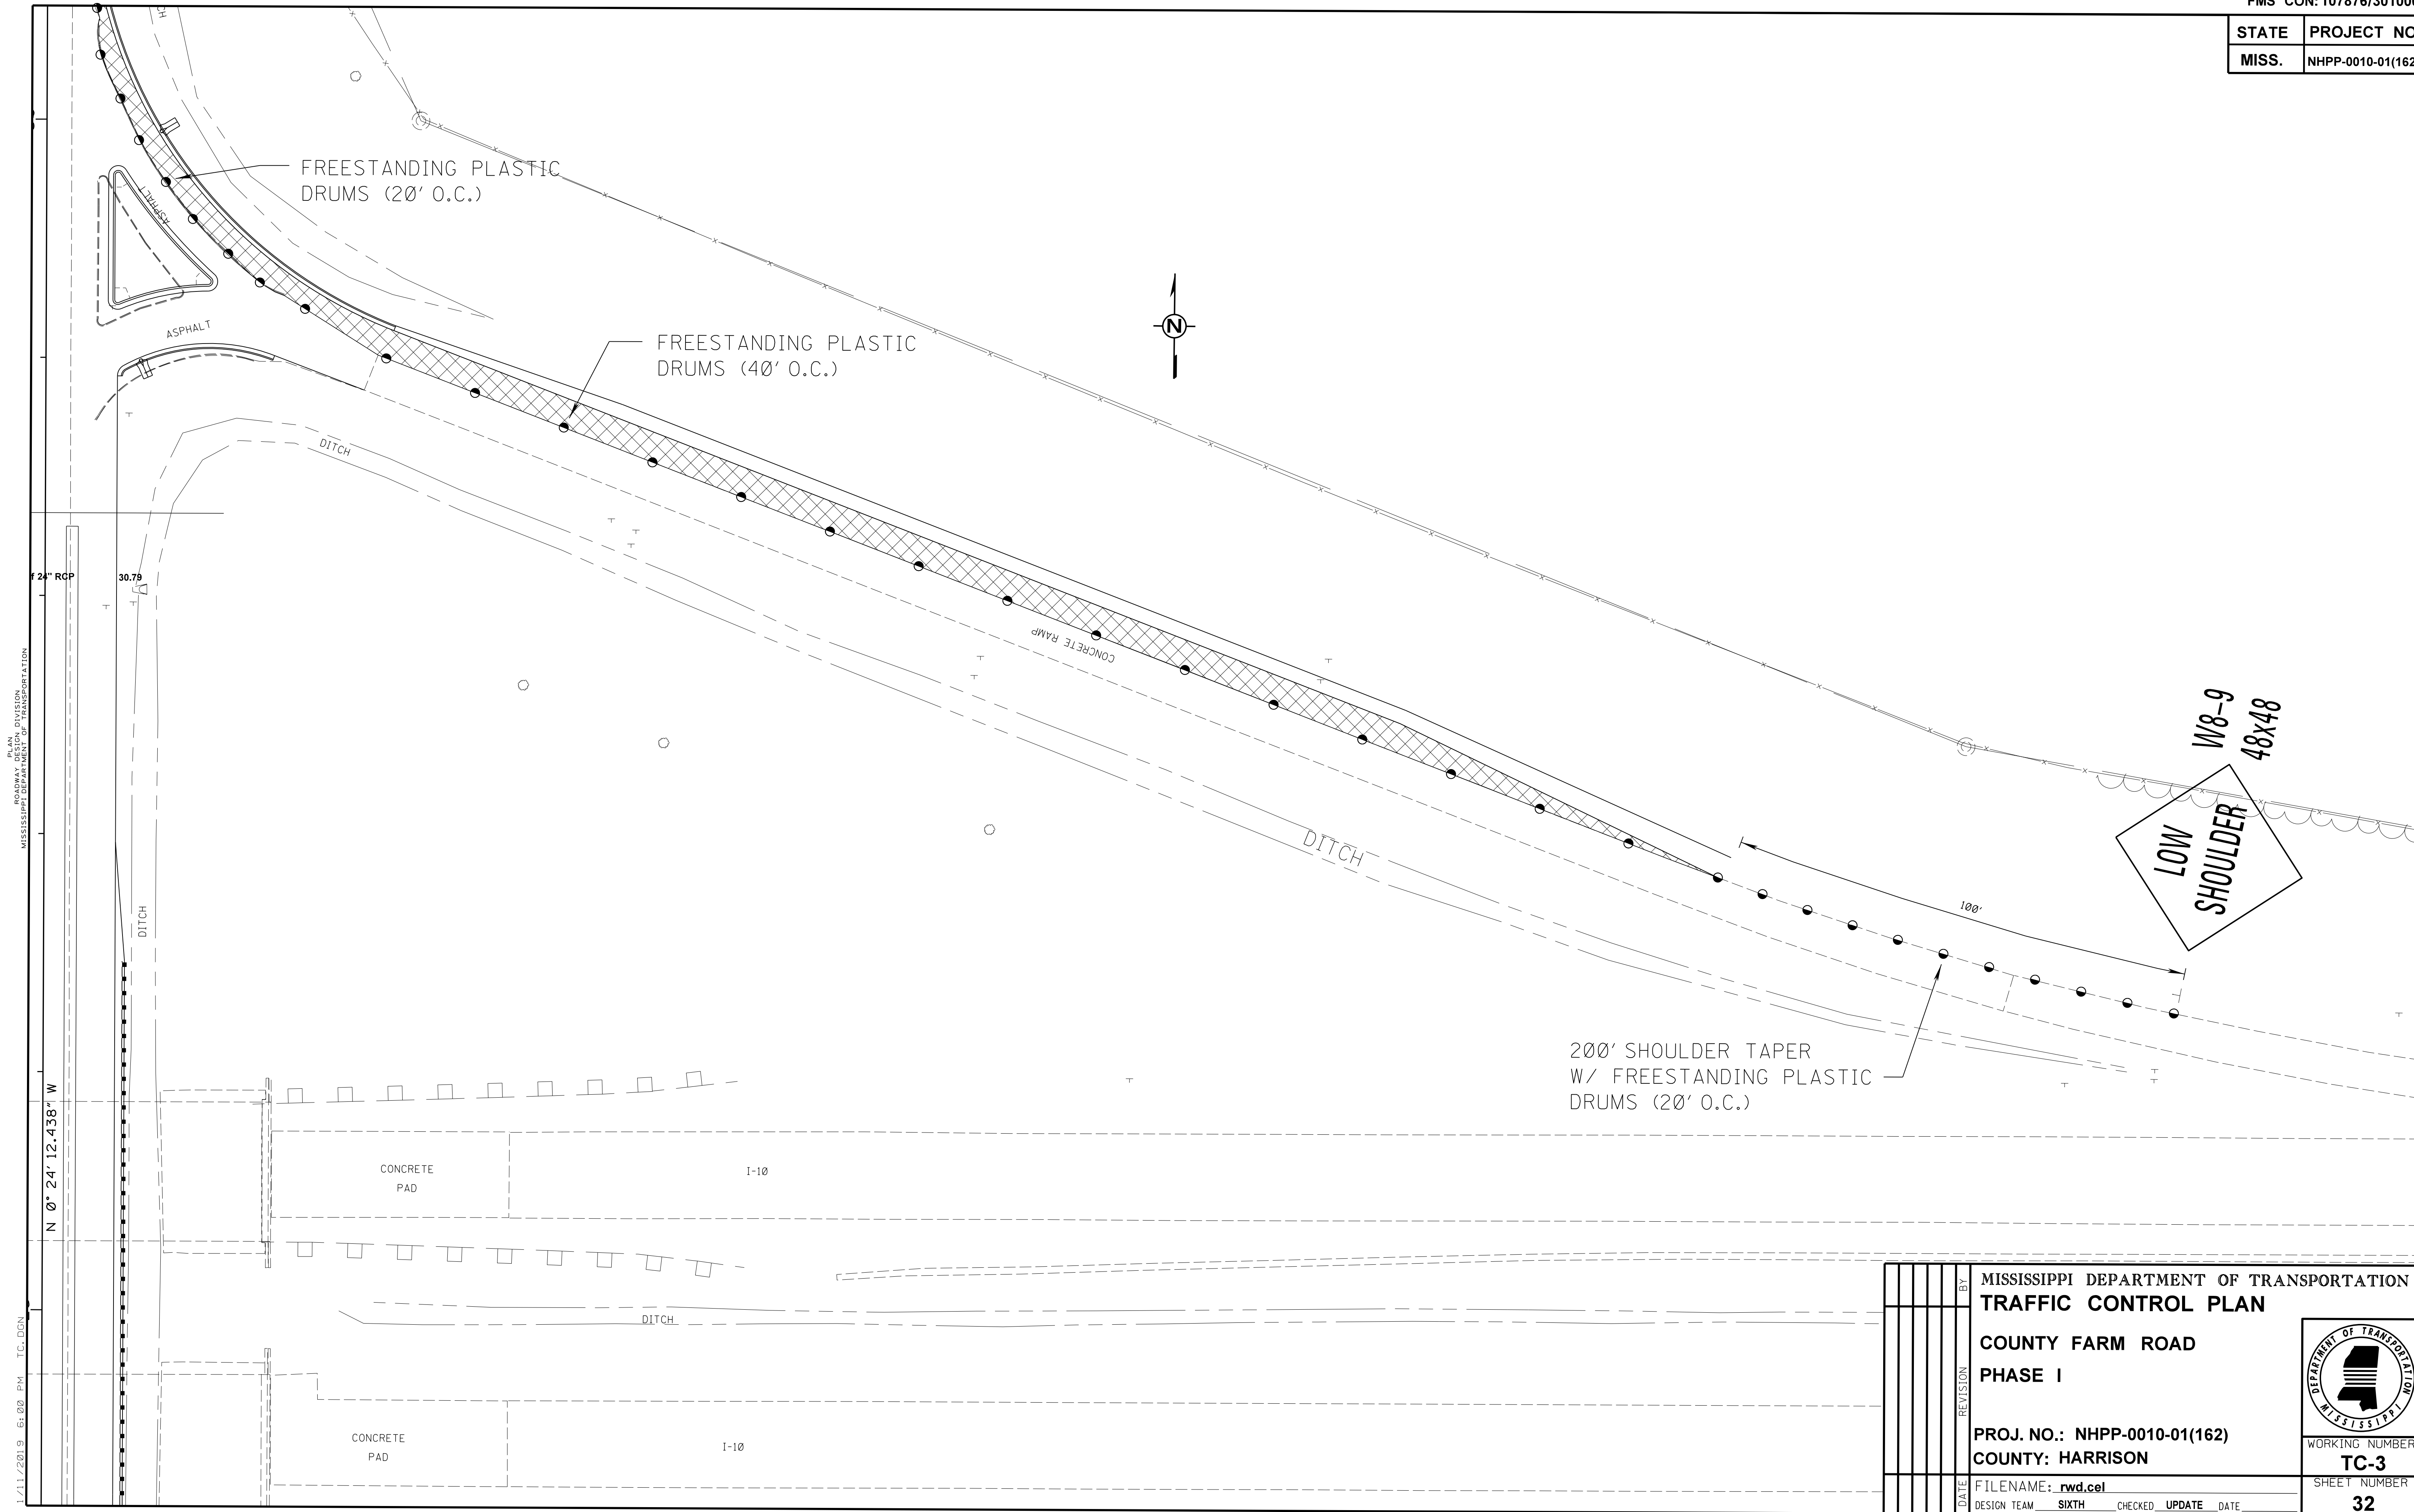 STATE
PROJECT NO
MISS.
NHPP-0010-01(162
FREESTANDING PLASTIC
DRUMS (20' O.C.)
ASPHALT
ASPHALT
FREESTANDING PLASTIC
DRUMS (40' O.C.)
N
DITCH
f 24" RCP
30.79
CONCRETE RAMP
PLAN
ROADWAY DESIGN DIVISION
MISSISSIPPI DEPARTMENT OF TRANSPORTATION
W8-9
48x48
LOW
SHOULDER
DITCH
100'
DITCH
200' SHOULDER TAPER
W/ FREESTANDING PLASTIC
DRUMS (20' O.C.)
N 0° 24' 12.438" W
CONCRETE
PAD
I-10
DITCH
CONCRETE
PAD
I-10
1/11/2019 6:00 PM TC.DGN
BY
REVISION
DATE
MISSISSIPPI DEPARTMENT OF TRANSPORTATION
TRAFFIC CONTROL PLAN
COUNTY FARM ROAD
PHASE I
PROJ. NO.: NHPP-0010-01(162)
COUNTY: HARRISON
DEPARTMENT OF TRANSPORTATION
MISSISSIPPI
WORKING NUMBER
TC-3
FILENAME: rwd.cel
SHEET NUMBER
32
DESIGN TEAM SIXTH CHECKED UPDATE DATE